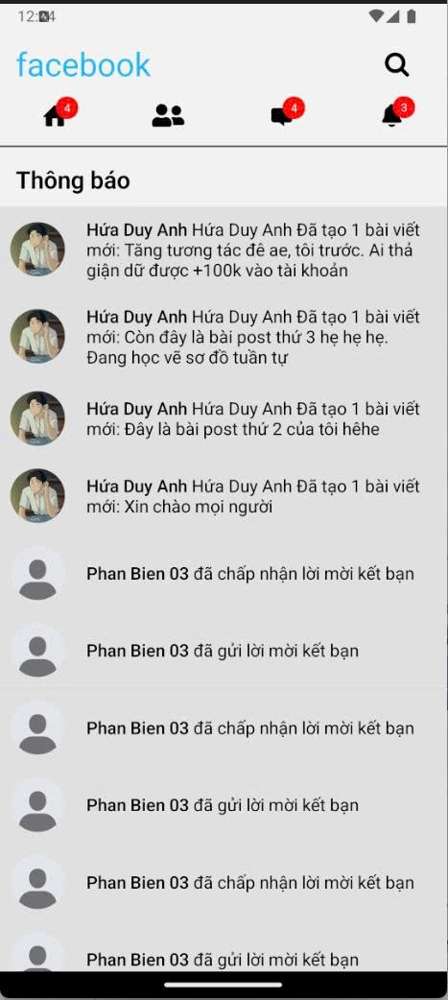 facebook
4
4
3
Thông báo
Hứa Duy Anh Hứa Duy Anh Đã tạo 1 bài viết
mới: Tăng tương tác đê ae, tôi trước. Ai thả
giận dữ được +100k vào tài khoản
Hứa Duy Anh Hứa Duy Anh Đã tạo 1 bài viết
mới: Còn đây là bài post thứ 3 hẹ hẹ hẹ.
Đang học vẽ sơ đồ tuần tự
Hứa Duy Anh Hứa Duy Anh Đã tạo 1 bài viết
mới: Đây là bài post thứ 2 của tôi hêhe
Hứa Duy Anh Hứa Duy Anh Đã tạo 1 bài viết
mới: Xin chào mọi người
Phan Bien 03 đã chấp nhận lời mời kết bạn
Phan Bien 03 đã gửi lời mời kết bạn
Phan Bien 03 đã chấp nhận lời mời kết bạn
Phan Bien 03 đã gửi lời mời kết bạn
Phan Bien 03 đã chấp nhận lời mời kết bạn
Phan Bien 03 đã gửi lời mời kết bạn